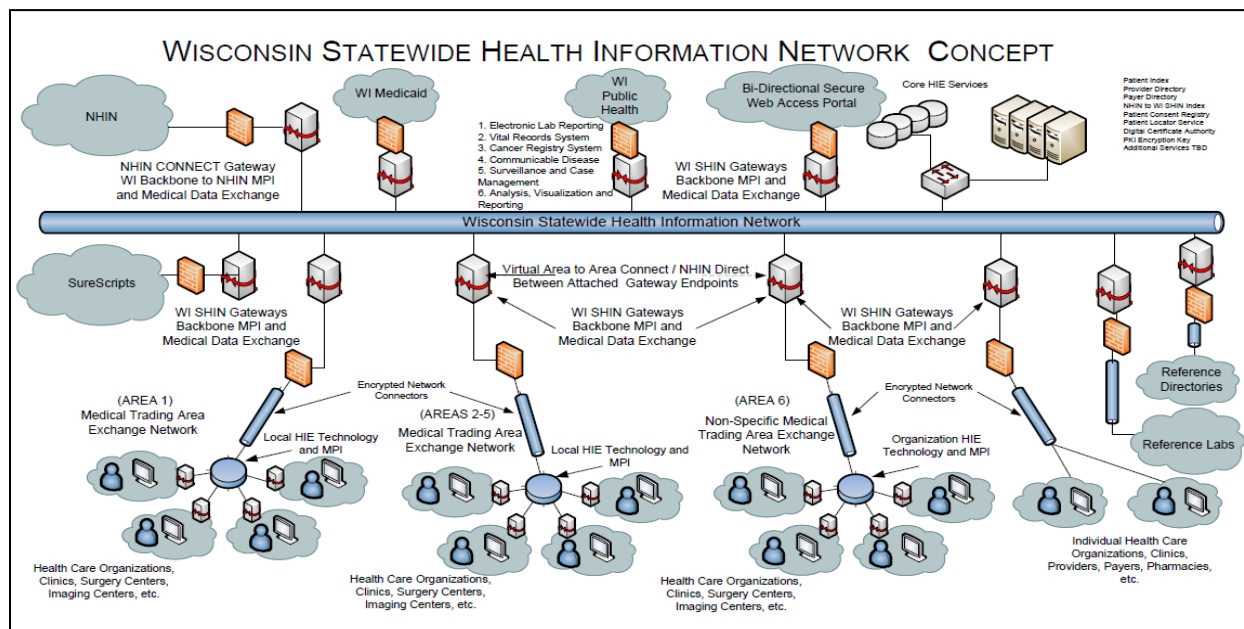 WISCONSIN STATEWIDE HEALTH INFORMATION NETWORK CONCEPT
NHIN
NHIN CONNECT Gateway
WI Backbone to NHIN MPI
and Medical Data Exchange
WI Medicaid
WI
Public
Health
1. Electronic Lab Reporting
2. Vital Records System
3. Cancer Registry System
4. Communicable Disease
5. Surveillance and Case
Management
6. Analysis, Visualization and
Reporting
Bi-Directional Secure
Web Access Portal
WI SHIN Gateways
Backbone MPI and
Medical Data Exchange
Core HIE Services
Patient Index
Provider Directory
Payer Directory
NHIN to WI SHIN Index
Patient Consent Registry
Patient Locator Service
Digital Certificate Authority
PKI Encryption Key
Additional Services TBD
Wisconsin Statewide Health Information Network
SureScripts
WI SHIN Gateways
Backbone MPI and
Medical Data Exchange
Virtual Area to Area Connect / NHIN Direct
Between Attached Gateway Endpoints
WI SHIN Gateways
Backbone MPI and
Medical Data Exchange
WI SHIN Gateways
Backbone MPI and
Medical Data Exchange
Reference
Directories
Reference Labs
(AREA 1)
Medical Trading Area
Exchange Network
Encrypted Network
Connectors
Local HIE Technology
and MPI
Health Care Organizations,
Clinics, Surgery Centers,
Imaging Centers, etc.
(AREAS 2-5)
Medical Trading Area
Exchange Network
Local HIE Technology and
MPI
Health Care Organizations,
Clinics, Surgery Centers,
Imaging Centers, etc.
(AREA 6)
Non-Specific Medical
Trading Area Exchange
Network
Encrypted Network
Connectors
Organization HIE
Technology and MPI
Health Care Organizations,
Clinics, Surgery Centers,
Imaging Centers, etc.
Individual Health Care
Organizations, Clinics,
Providers, Payers, Pharmacies,
etc.